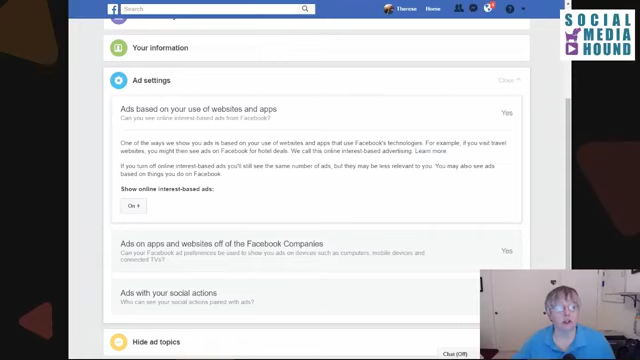 Search
Therese
Home
SOCIAL
MEDIA
HOUND
Your information
Ad settings
Close
Ads based on your use of websites and apps
Can you see online interest-based ads from Facebook?
Yes
One of the ways we show you ads is based on your use of websites and apps that use Facebook's technologies. For example, if you visit travel
websites, you might then see ads on Facebook for hotel deals. We call this online interest-based advertising. Learn more.
If you turn off online interest-based ads you'll still see the same number of ads, but they may be less relevant to you. You may also see ads
based on things you do on Facebook.
Show online interest-based ads:
On
Ads on apps and websites off of the Facebook Companies
Can your Facebook ad preferences be used to show you ads on devices such as computers, mobile devices and
connected TVs?
Yes
Ads with your social actions
Who can see your social actions paired with ads?
Hide ad topics
Chat (Off)